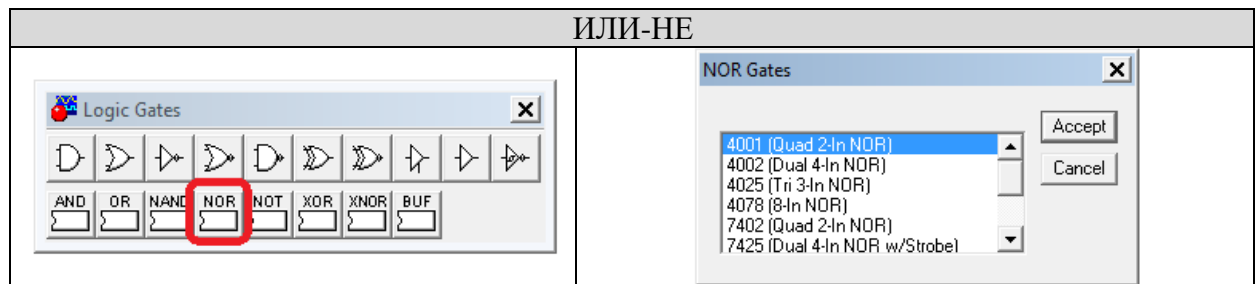 ИЛИ-НЕ
Logic Gates
AND OR NAND NOR NOT XOR XNOR BUF
NOR Gates
4001 (Quad 2-In NOR)
4002 (Dual 4-In NOR)
4025 (Tri 3-In NOR)
4078 (8-In NOR)
7402 (Quad 2-In NOR)
7425 (Dual 4-In NOR w/Strobe)
Accept
Cancel